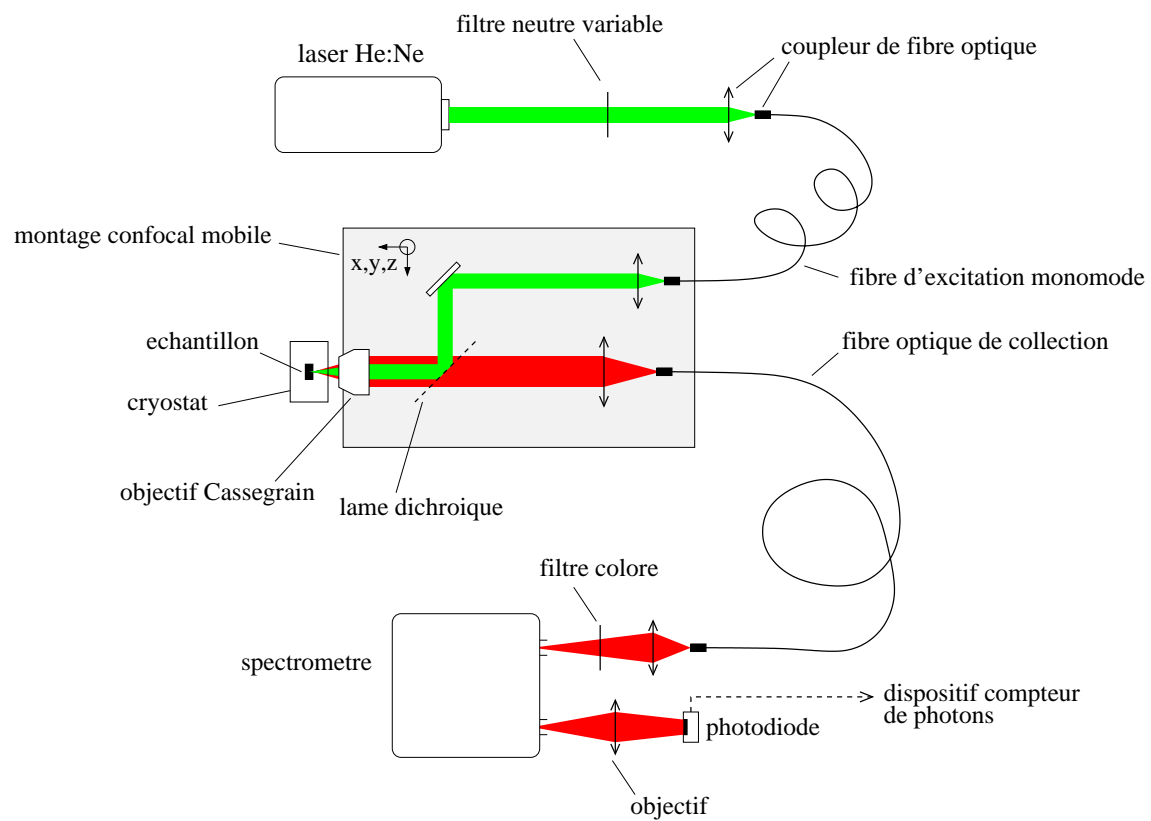 filtre neutre variable
laser He:Ne
coupleur de fibre optique
montage confocal mobile
x,y,z
fibre d'excitation monomode
echantillon
fibre optique de collection
cryostat
objectif Cassegrain
lame dichroique
filtre colore
spectrometre
dispositif compteur
de photons
photodiode
objectif